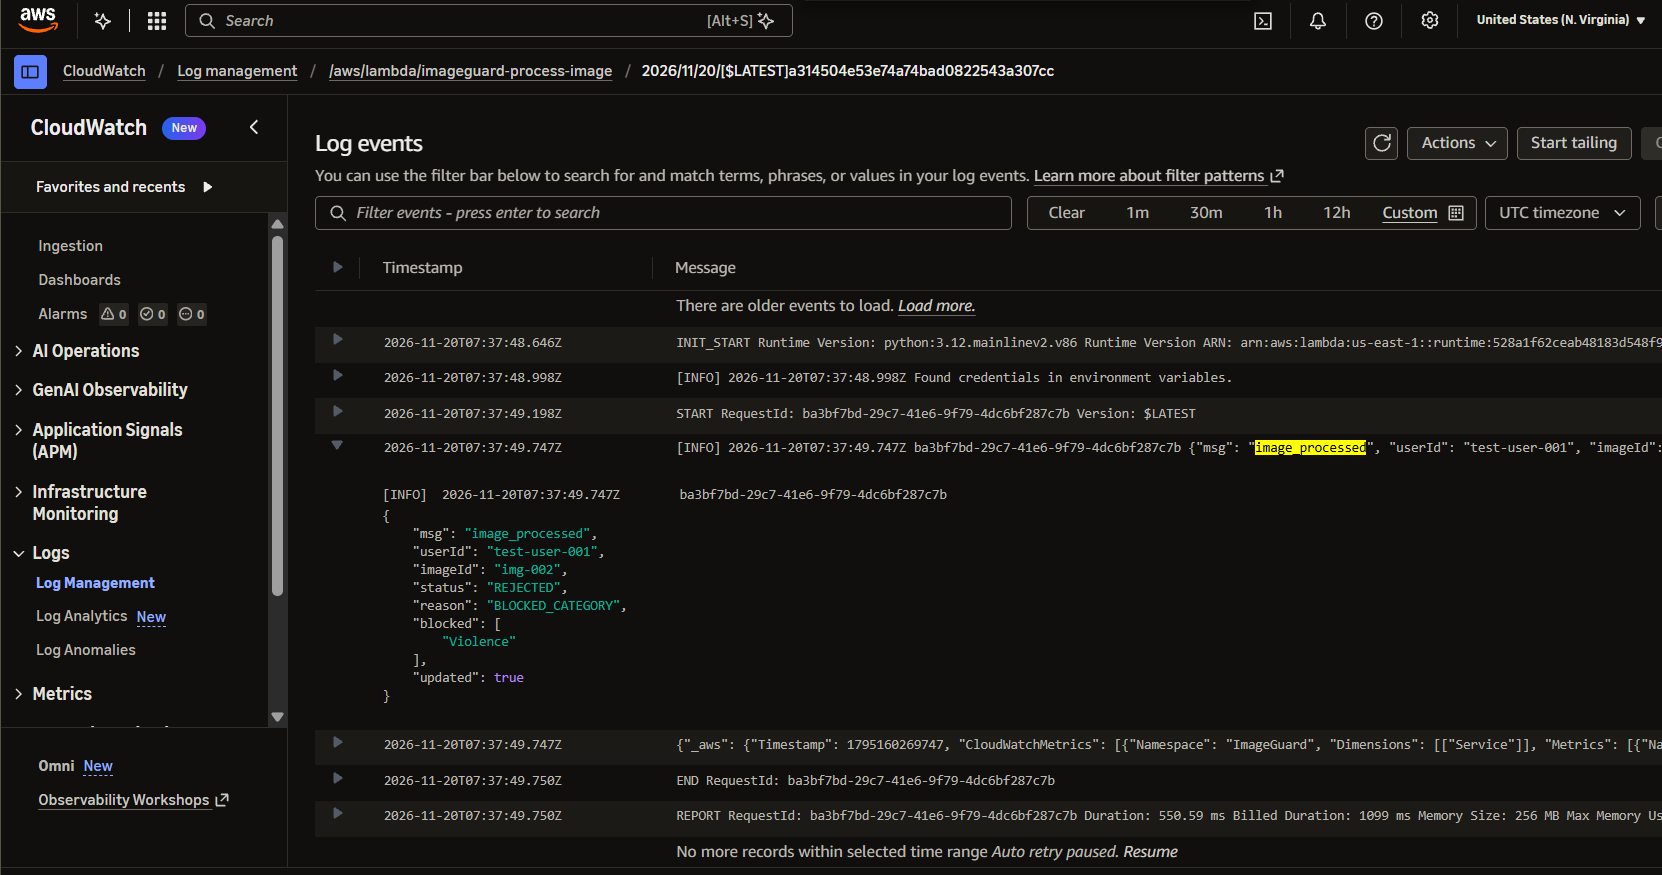 aws
Search [Alt+S]
United States (N. Virginia)
CloudWatch / Log management / /aws/lambda/imageguard-process-image / 2026/11/20/[$LATEST]a314504e53e74a74bad0822543a307cc
CloudWatch New
Favorites and recents
Ingestion
Dashboards
Alarms 0 0 0
AI Operations
GenAI Observability
Application Signals
(APM)
Infrastructure
Monitoring
Logs
Log Management
Log Analytics New
Log Anomalies
Metrics
Omni New
Observability Workshops
Log events
Actions
Start tailing
You can use the filter bar below to search for and match terms, phrases, or values in your log events. Learn more about filter patterns
Filter events - press enter to search
Clear 1m 30m 1h 12h Custom
UTC timezone
Timestamp Message
There are older events to load. Load more.
2026-11-20T07:37:48.646Z INIT_START Runtime Version: python:3.12.mainlinev2.v86 Runtime Version ARN: arn:aws:lambda:us-east-1::runtime:528a1f62ceab48183d548f9
2026-11-20T07:37:48.998Z [INFO] 2026-11-20T07:37:48.998Z Found credentials in environment variables.
2026-11-20T07:37:49.198Z START RequestId: ba3bf7bd-29c7-41e6-9f79-4dc6bf287c7b Version: $LATEST
2026-11-20T07:37:49.747Z [INFO] 2026-11-20T07:37:49.747Z ba3bf7bd-29c7-41e6-9f79-4dc6bf287c7b {"msg": "image_processed", "userId": "test-user-001", "imageId":
[INFO] 2026-11-20T07:37:49.747Z ba3bf7bd-29c7-41e6-9f79-4dc6bf287c7b
{
"msg": "image_processed",
"userId": "test-user-001",
"imageId": "img-002",
"status": "REJECTED",
"reason": "BLOCKED_CATEGORY",
"blocked": [
"Violence"
],
"updated": true
}
2026-11-20T07:37:49.747Z {"_aws": {"Timestamp": 1795160269747, "CloudWatchMetrics": [{"Namespace": "ImageGuard", "Dimensions": [["Service"]], "Metrics": [{"Na
2026-11-20T07:37:49.750Z END RequestId: ba3bf7bd-29c7-41e6-9f79-4dc6bf287c7b
2026-11-20T07:37:49.750Z REPORT RequestId: ba3bf7bd-29c7-41e6-9f79-4dc6bf287c7b Duration: 550.59 ms Billed Duration: 1099 ms Memory Size: 256 MB Max Memory Us
No more records within selected time range Auto retry paused. Resume